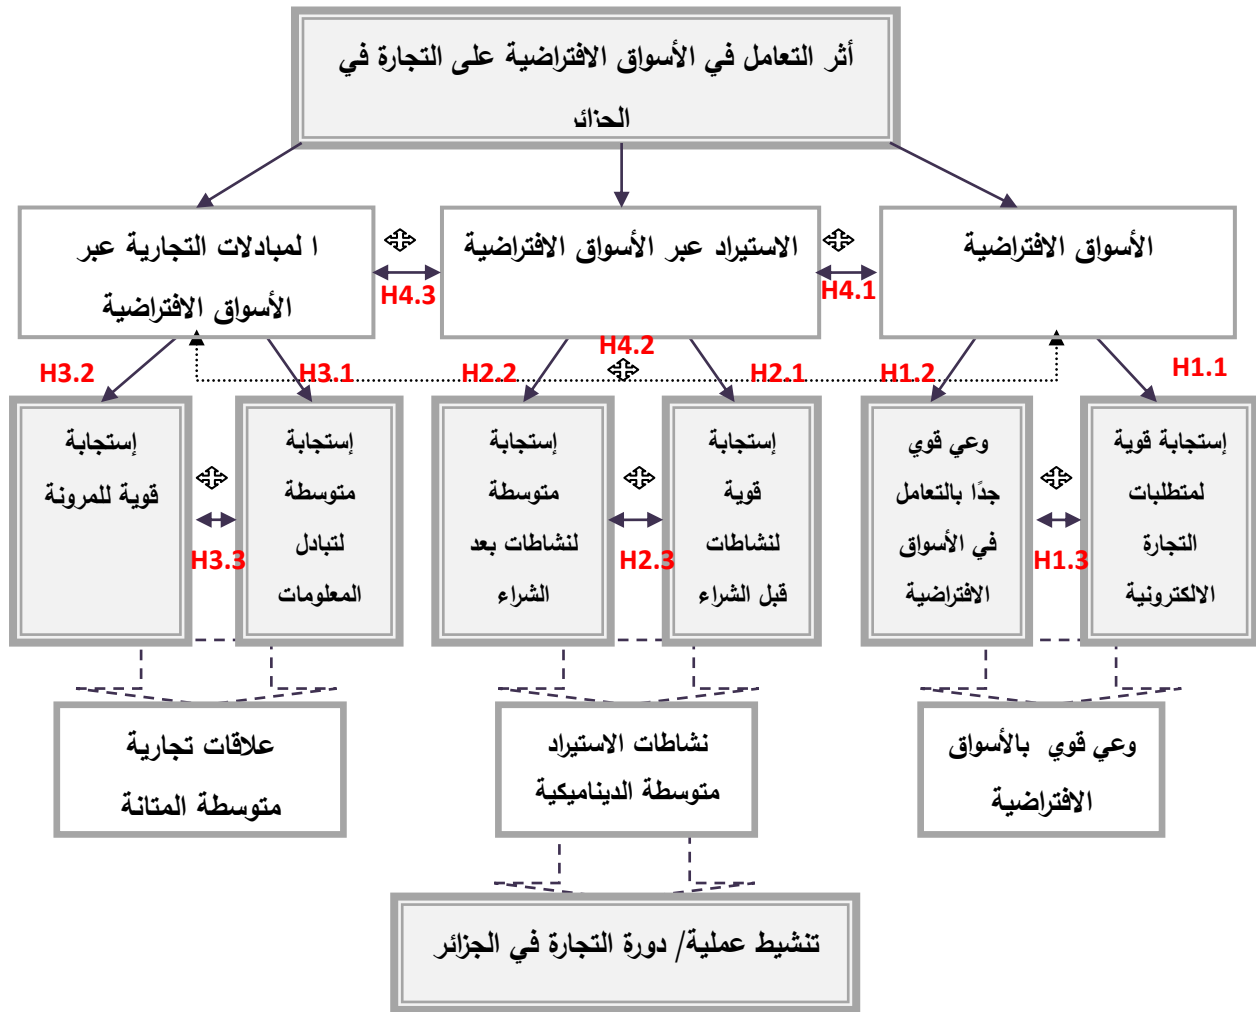 أثر التعامل في الأسواق الافتراضية على التجارة في
الجزائر
الأسواق الافتراضية
الاستيراد عبر الأسواق الافتراضية
ا لمبادلات التجارية عبر
الأسواق الافتراضية
H4.1
H4.3
H4.2
H1.1
H1.2
H2.1
H2.2
H3.1
H3.2
إستجابة قوية
لمتطلبات
التجارة
الالكترونية
H1.3
وعي قوي
جدًا بالتعامل
في الأسواق
الافتراضية
إستجابة
قوية
لنشاطات
قبل الشراء
H2.3
إستجابة
متوسطة
لنشاطات بعد
الشراء
إستجابة
متوسطة
لتبادل
المعلومات
H3.3
إستجابة
قوية للمرونة
وعي قوي بالأسواق
الافتراضية
نشاطات الاستيراد
متوسطة الديناميكية
علاقات تجارية
متوسطة المتانة
تنشيط عملية/ دورة التجارة في الجزائر